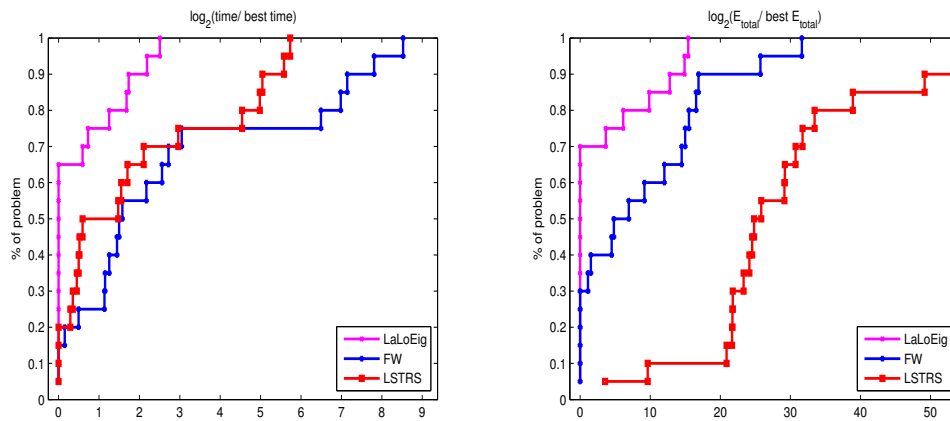 log2(time/ best time)
% of problem
1
0.9
0.8
0.7
0.6
0.5
0.4
0.3
0.2
0.1
0
0 1 2 3 4 5 6 7 8 9
LaLoEig
FW
LSTRS
log2(Etotal/ best Etotal)
% of problem
1
0.9
0.8
0.7
0.6
0.5
0.4
0.3
0.2
0.1
0
0 10 20 30 40 50
LaLoEig
FW
LSTRS